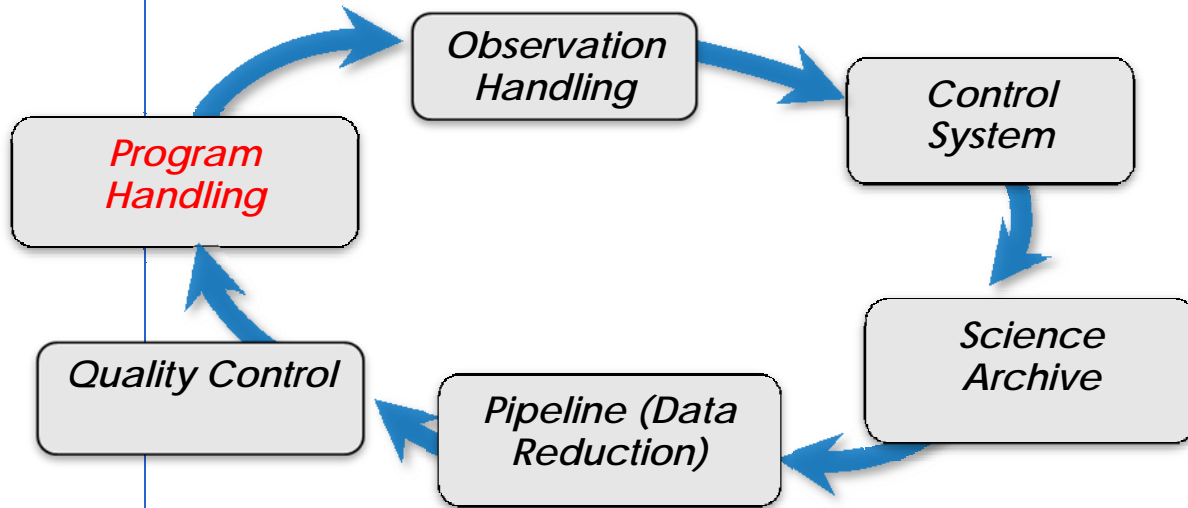 Observation
Handling
Control
System
Program
Handling
Science
Archive
Quality Control
Pipeline (Data
Reduction)